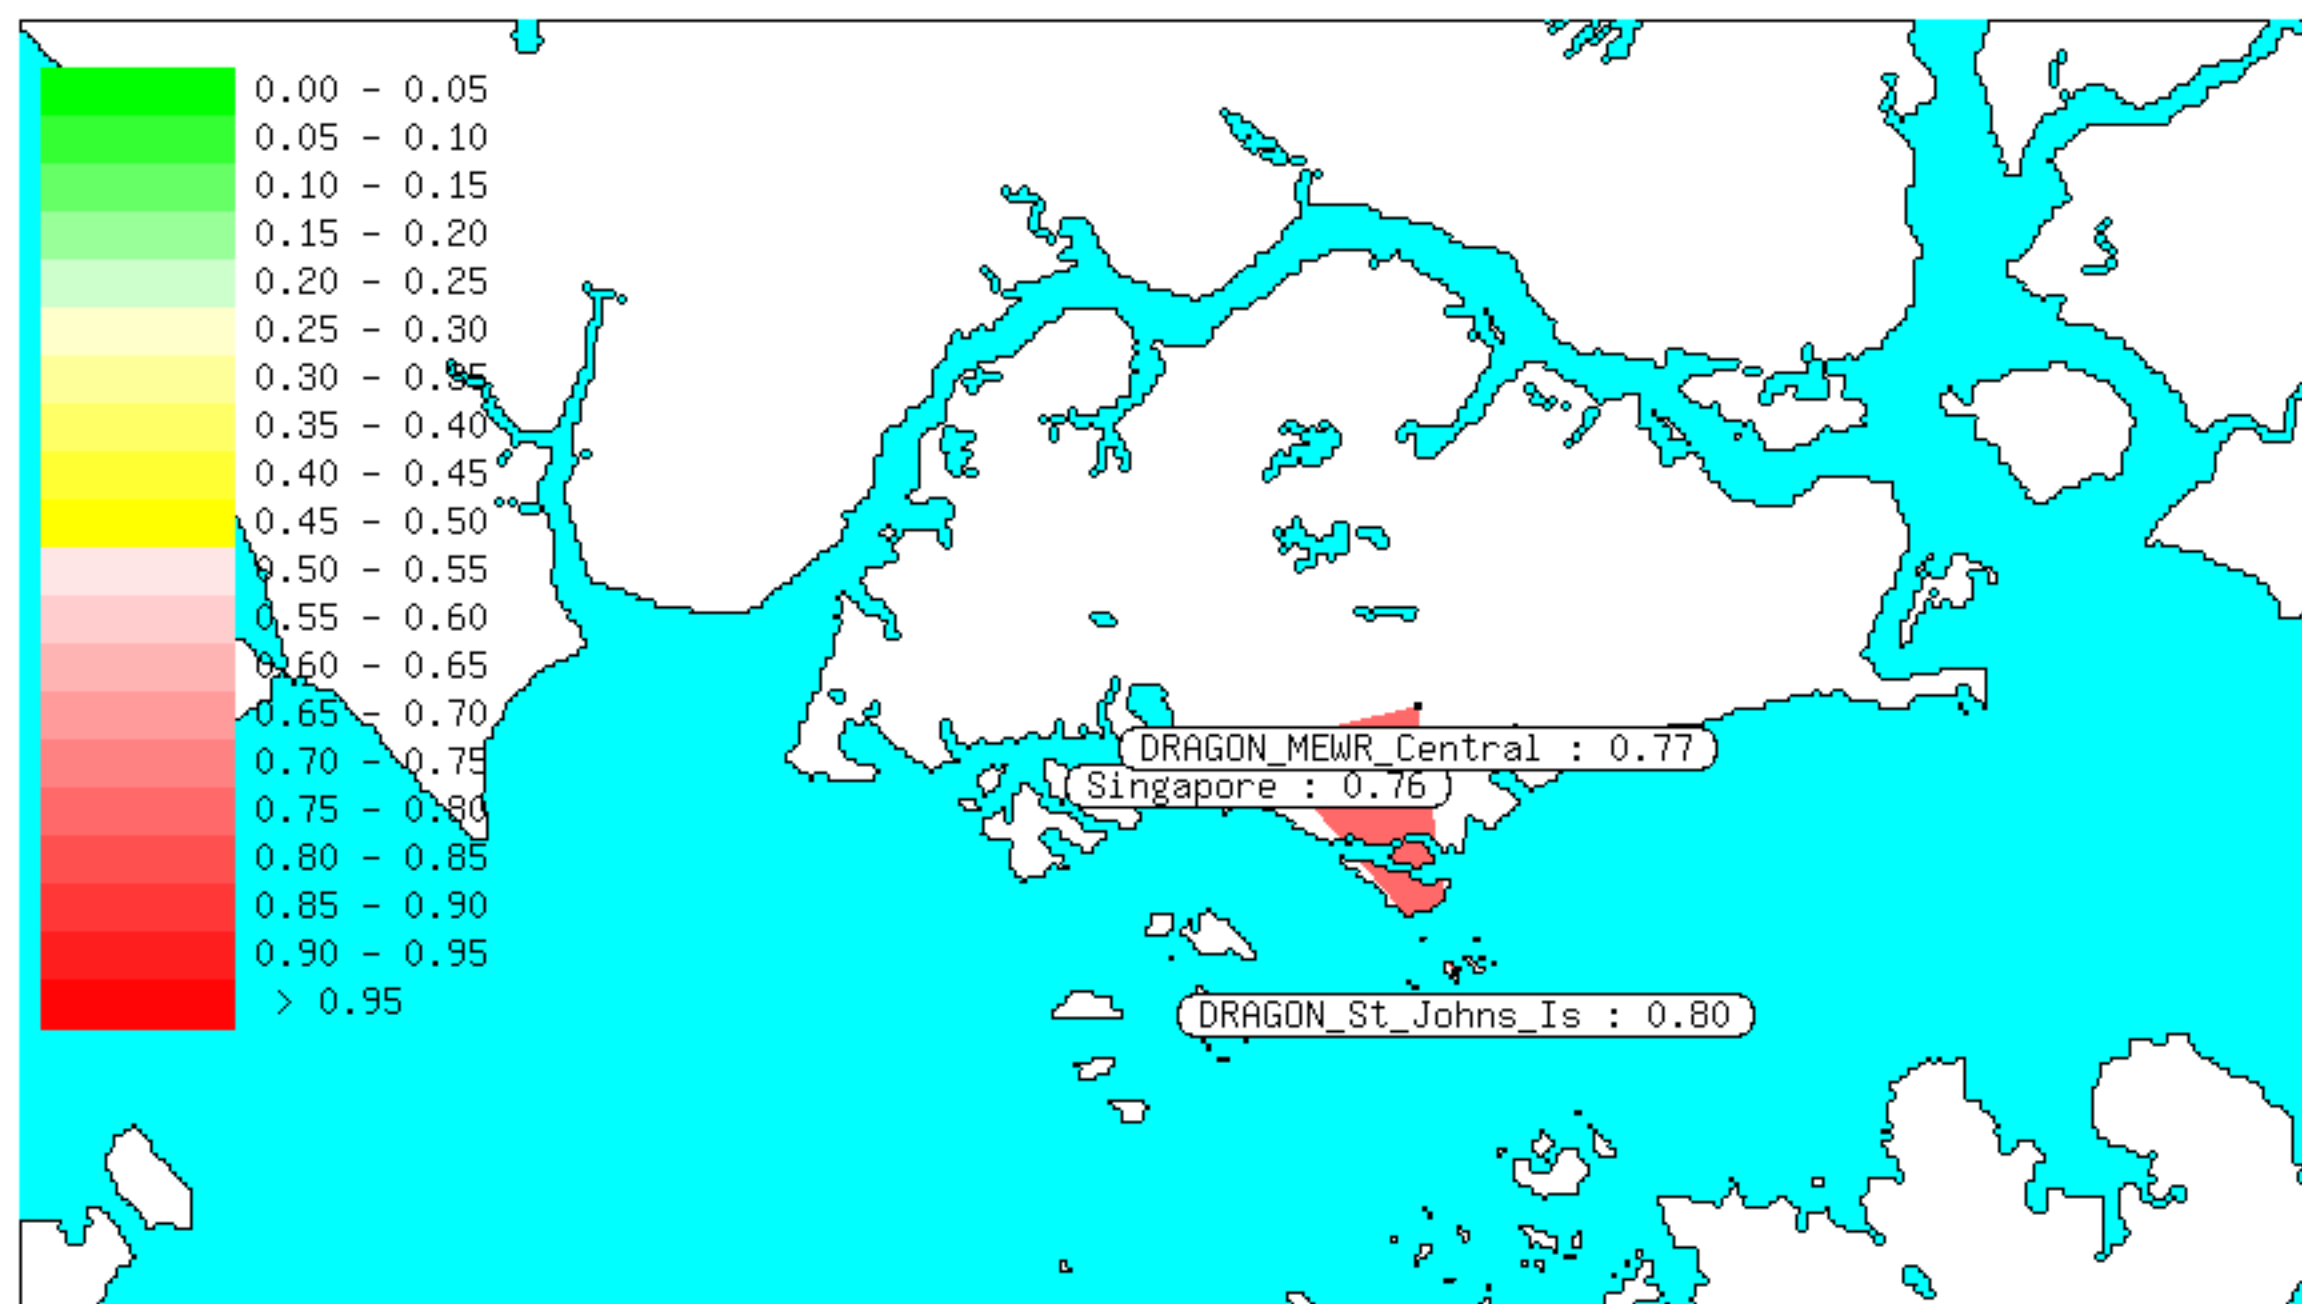 0.00 - 0.05
0.05 - 0.10
0.10 - 0.15
0.15 - 0.20
0.20 - 0.25
0.25 - 0.30
0.30 - 0.35
0.35 - 0.40
0.40 - 0.45
0.45 - 0.50
0.50 - 0.55
0.55 - 0.60
0.60 - 0.65
0.65 - 0.70
0.70 - 0.75
0.75 - 0.80
0.80 - 0.85
0.85 - 0.90
0.90 - 0.95
> 0.95
DRAGON_MEWR_Central : 0.77
Singapore : 0.76
DRAGON_St_Johns_Is : 0.80